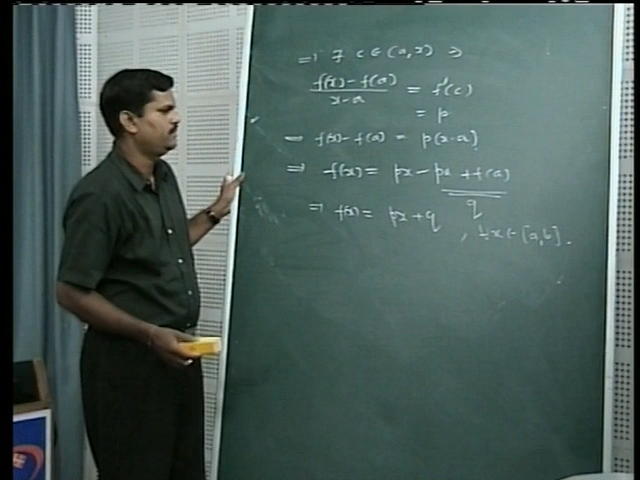 ⇒ ∃ c ∈ (a, x) ∋
f(x) - f(a) / x - a = f'(c)
= p
⇒ f(x) - f(a) = p(x-a)
⇒ f(x) = px - pa + f(a)
q
⇒ f(x) = px + q
, ∀ x ∈ [a, b].